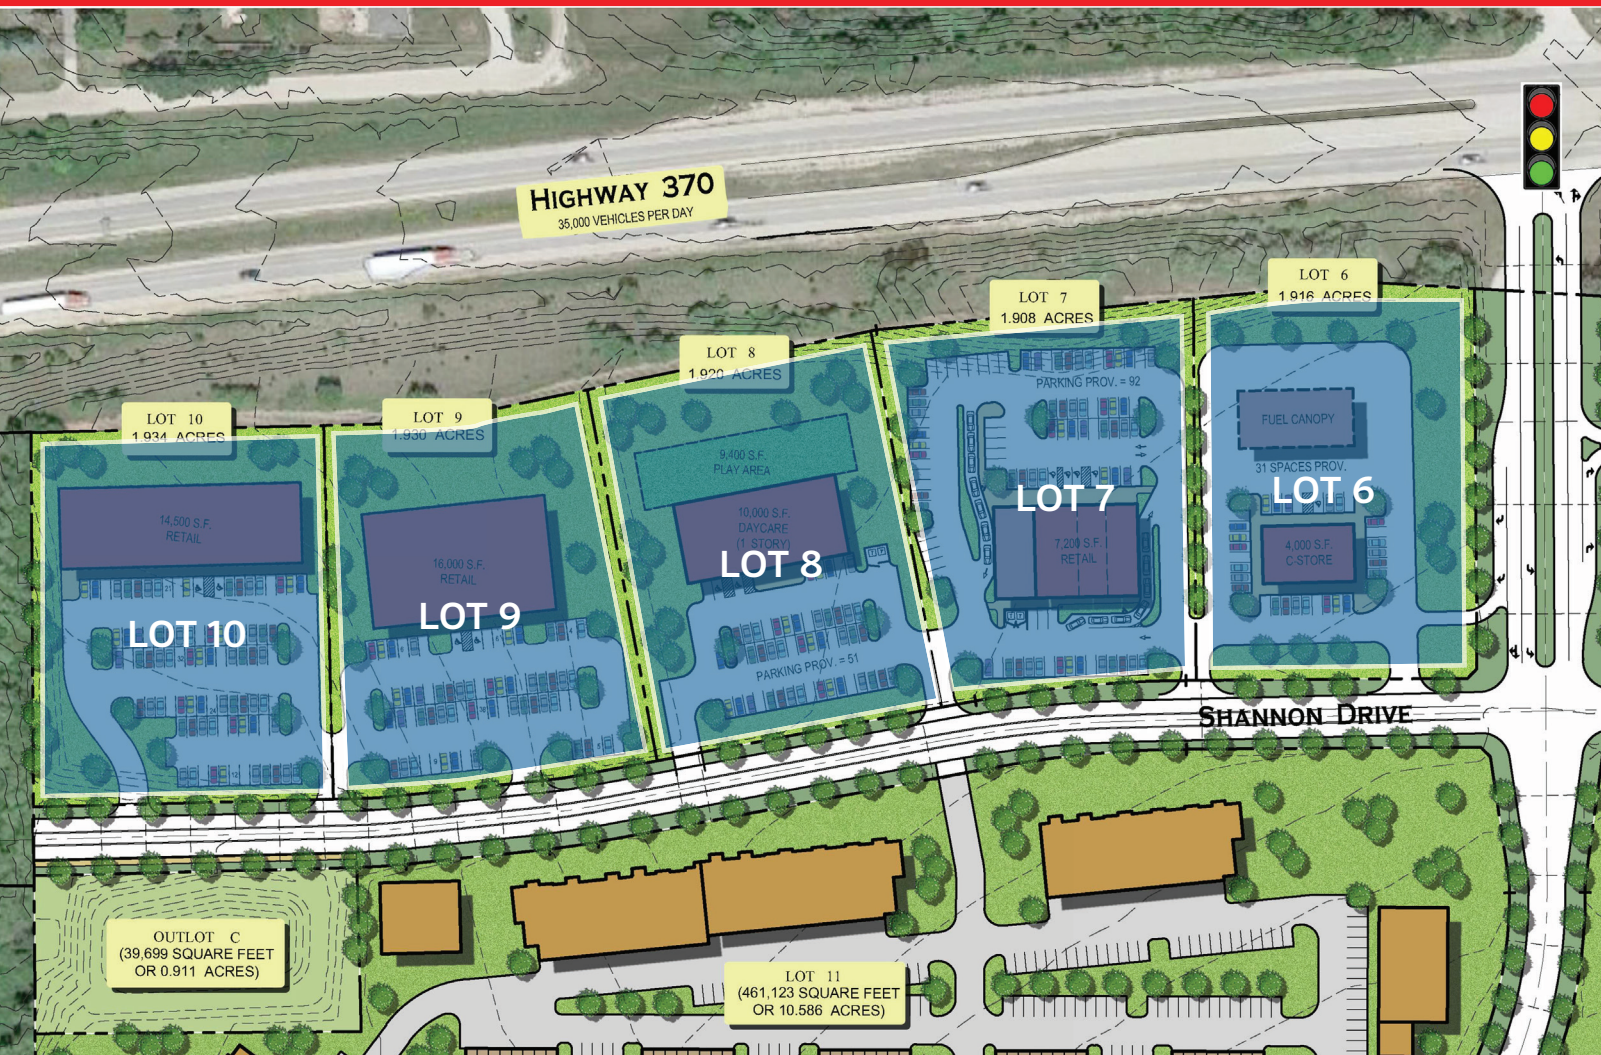 HIGHWAY 370
35,000 VEHICLES PER DAY
LOT 6
1.916 ACRES
LOT 7
1.908 ACRES
LOT 8
1.920 ACRES
LOT 9
1.930 ACRES
LOT 10
1.934 ACRES
PARKING PROV. = 92
FUEL CANOPY
31 SPACES PROV.
LOT 6
4,000 S.F.
C-STORE
LOT 7
7,200 S.F.
RETAIL
9,400 S.F.
PLAY AREA
10,000 S.F.
DAYCARE
(1 STORY)
LOT 8
PARKING PROV. = 51
16,000 S.F.
RETAIL
LOT 9
14,500 S.F.
RETAIL
LOT 10
SHANNON DRIVE
OUTLOT C
(39,699 SQUARE FEET
OR 0.911 ACRES)
LOT 11
(461,123 SQUARE FEET
OR 10.586 ACRES)